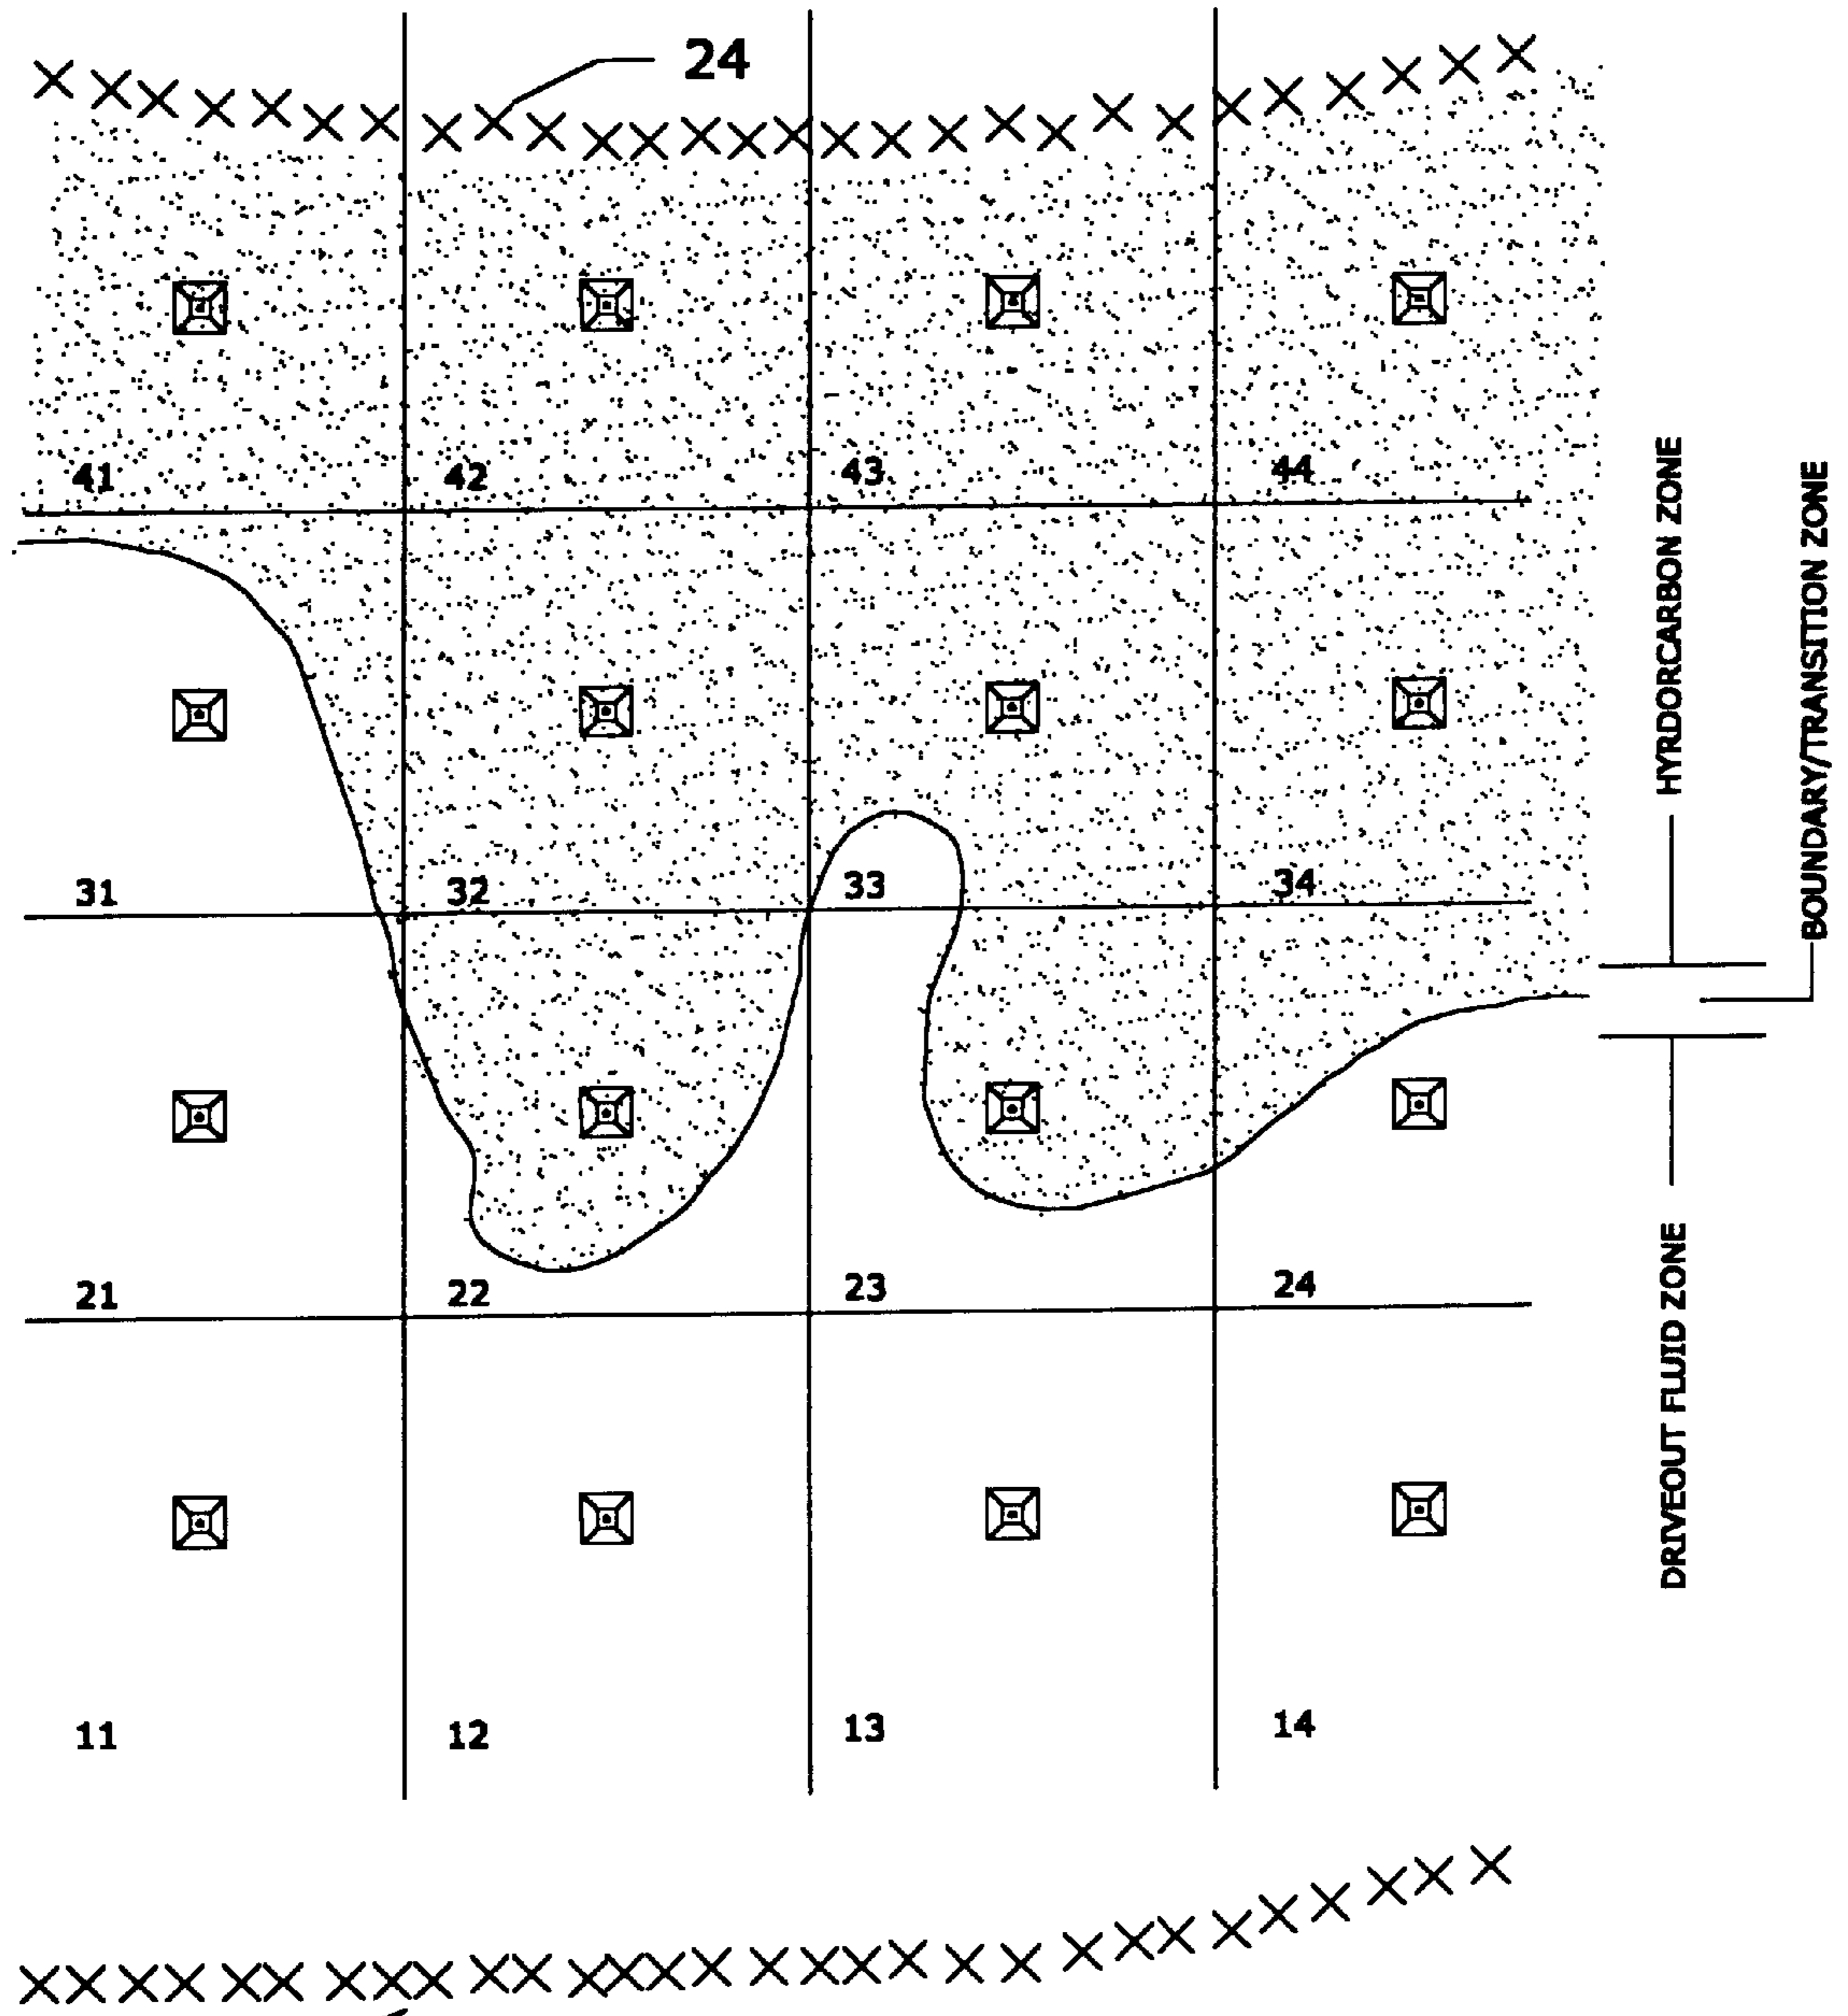 24
41 42 43 44
31 32 33 34
21 22 23 24
11 12 13 14
HYRDORCARBON ZONE
BOUNDARY/TRANSITION ZONE
DRIVEOUT FLUID ZONE